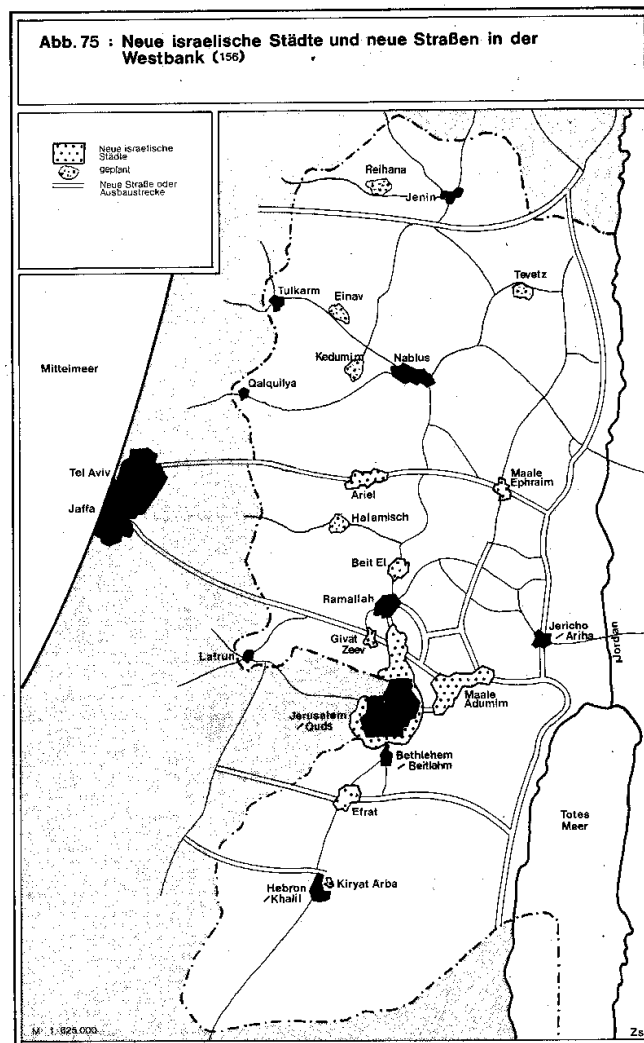 Abb. 75 : Neue israelische Städte und neue Straßen in der
Westbank (156)
Neue israelische
Städte
geplant
Neue Straße oder
Ausbaustrecke
Reihana
Jenin
Tulkarm
Einav
Tevetz
Mittelmeer
Kedumim
Nablus
Qalquilya
Tel Aviv
Jaffa
Ariel
Maale
Ephraim
Halamisch
Beit El
Ramallah
Givat
Zeev
Jericho
/Ariha
Jordan
Latrun
Maale
Adumim
Jerusalem
/Quds
Bethlehem
/Beitlahm
Efrat
Totes
Meer
Hebron
/Khalil
Kiryat Arba
M 1:625.000
Zs